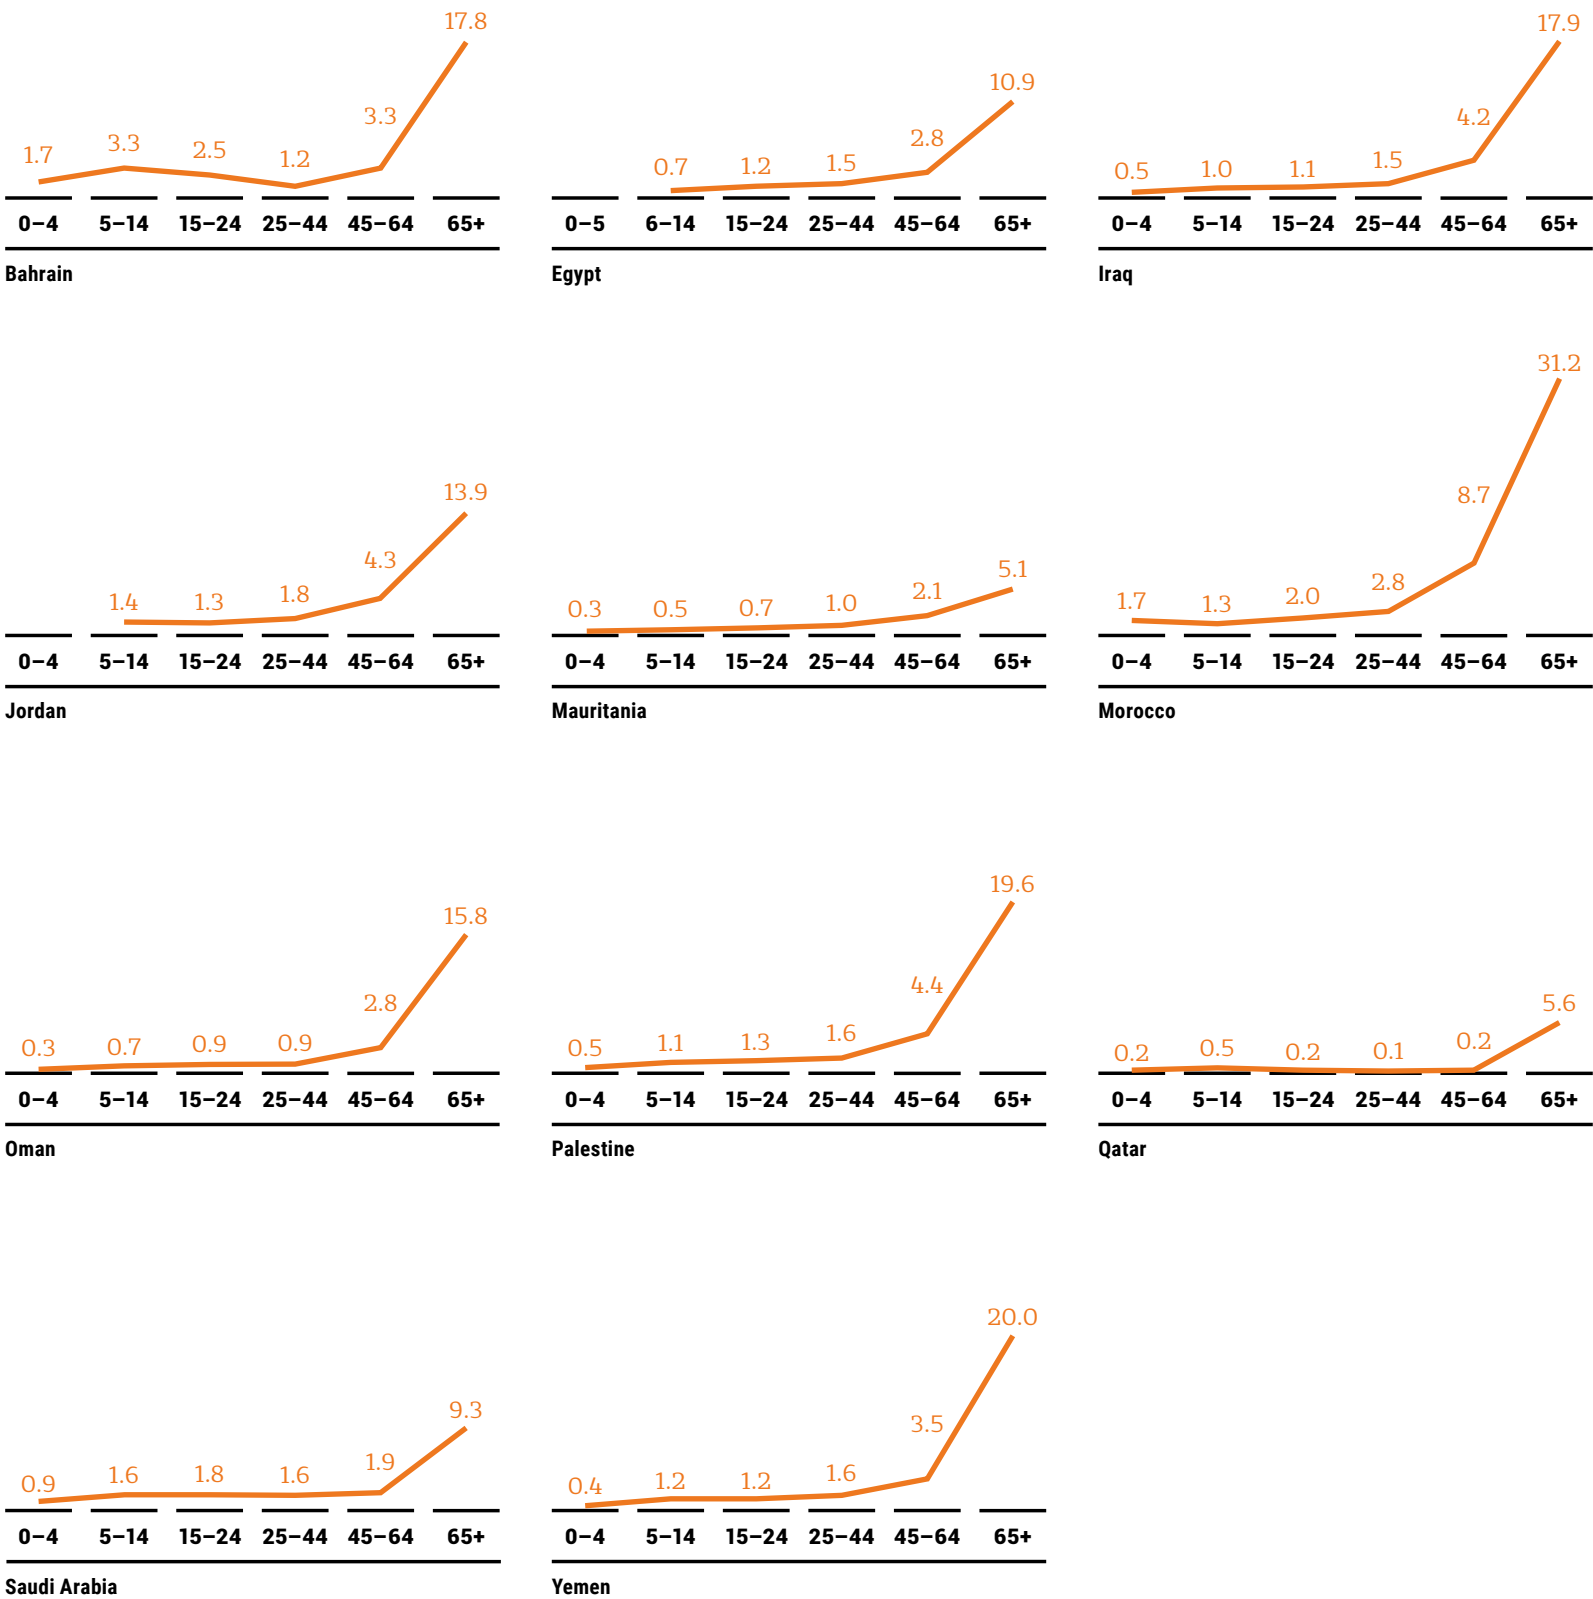 17.8
3.3
3.3
2.5
1.7
1.2
0–4 5–14 15–24 25–44 45–64 65+
Bahrain
10.9
2.8
1.5
1.2
0.7
0–5 6–14 15–24 25–44 45–64 65+
Egypt
17.9
4.2
1.5
1.1
1.0
0.5
0–4 5–14 15–24 25–44 45–64 65+
Iraq
13.9
4.3
1.8
1.4 1.3
0–4 5–14 15–24 25–44 45–64 65+
Jordan
5.1
2.1
0.3 0.5 0.7 1.0
0–4 5–14 15–24 25–44 45–64 65+
Mauritania
31.2
8.7
2.8
2.0
1.7 1.3
0–4 5–14 15–24 25–44 45–64 65+
Morocco
15.8
2.8
0.3 0.7 0.9 0.9
0–4 5–14 15–24 25–44 45–64 65+
Oman
19.6
4.4
1.6
0.5 1.1 1.3
0–4 5–14 15–24 25–44 45–64 65+
Palestine
5.6
0.2 0.5 0.2 0.1 0.2
0–4 5–14 15–24 25–44 45–64 65+
Qatar
9.3
1.9
0.9 1.6 1.8 1.6
0–4 5–14 15–24 25–44 45–64 65+
Saudi Arabia
20.0
3.5
0.4 1.2 1.2 1.6
0–4 5–14 15–24 25–44 45–64 65+
Yemen